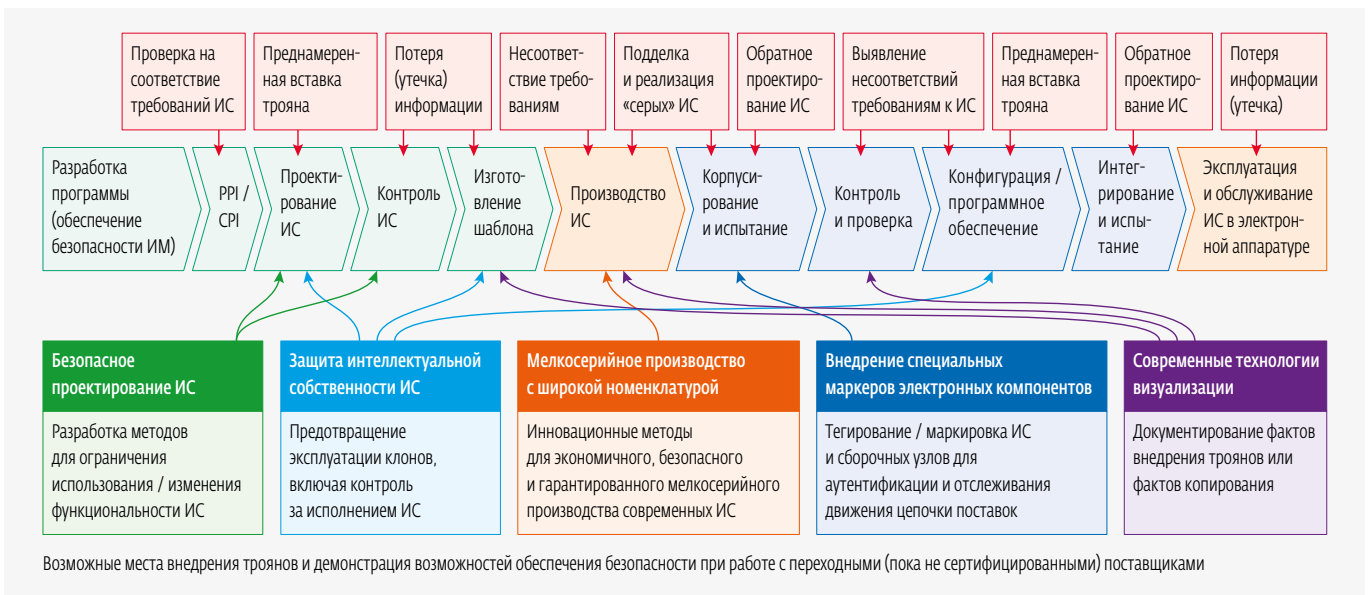 Проверка на
соответствие
требований ИС
Преднамерен-
ная вставка
трояна
Потеря
(утечка)
информации
Несоответ-
ствие требо-
ваниям
Подделка
и реализация
«серых» ИС
Обратное
проектиро-
вание ИС
Выявление
несоответствий
требованиям к ИС
Преднамерен-
ная вставка
трояна
Обратное
проектиро-
вание ИС
Потеря
информации
(утечка)
Разработка
программы
(обеспечение
безопасности ИМ)
PPI /
CPI
Проекти-
рование
ИС
Контроль
ИС
Изгото-
вление
шаблона
Производство
ИС
Корпуси-
рование
и испытание
Контроль
и проверка
Конфигурация /
программное
обеспечение
Интег-
рирование
и испы-
тание
Эксплуатация
и обслуживание
ИС в электрон-
ной аппаратуре
Безопасное
проектирование ИС
Разработка методов
для ограничения
использования / изменения
функциональности ИС
Защита интеллектуальной
собственности ИС
Предотвращение
эксплуатации клонов,
включая контроль
за исполнением ИС
Мелкосерийное производство
с широкой номенклатурой
Инновационные методы
для экономичного, безопасного
и гарантированного мелкосерийного
производства современных ИС
Внедрение специальных
маркеров электронных компонентов
Тегирование / маркировка ИС
и сборочных узлов для
аутентификации и отслеживания
движения цепочки поставок
Современные технологии
визуализации
Документирование фактов
внедрения троянов или
фактов копирования
Возможные места внедрения троянов и демонстрация возможностей обеспечения безопасности при работе с переходными (пока не сертифицированными) поставщиками